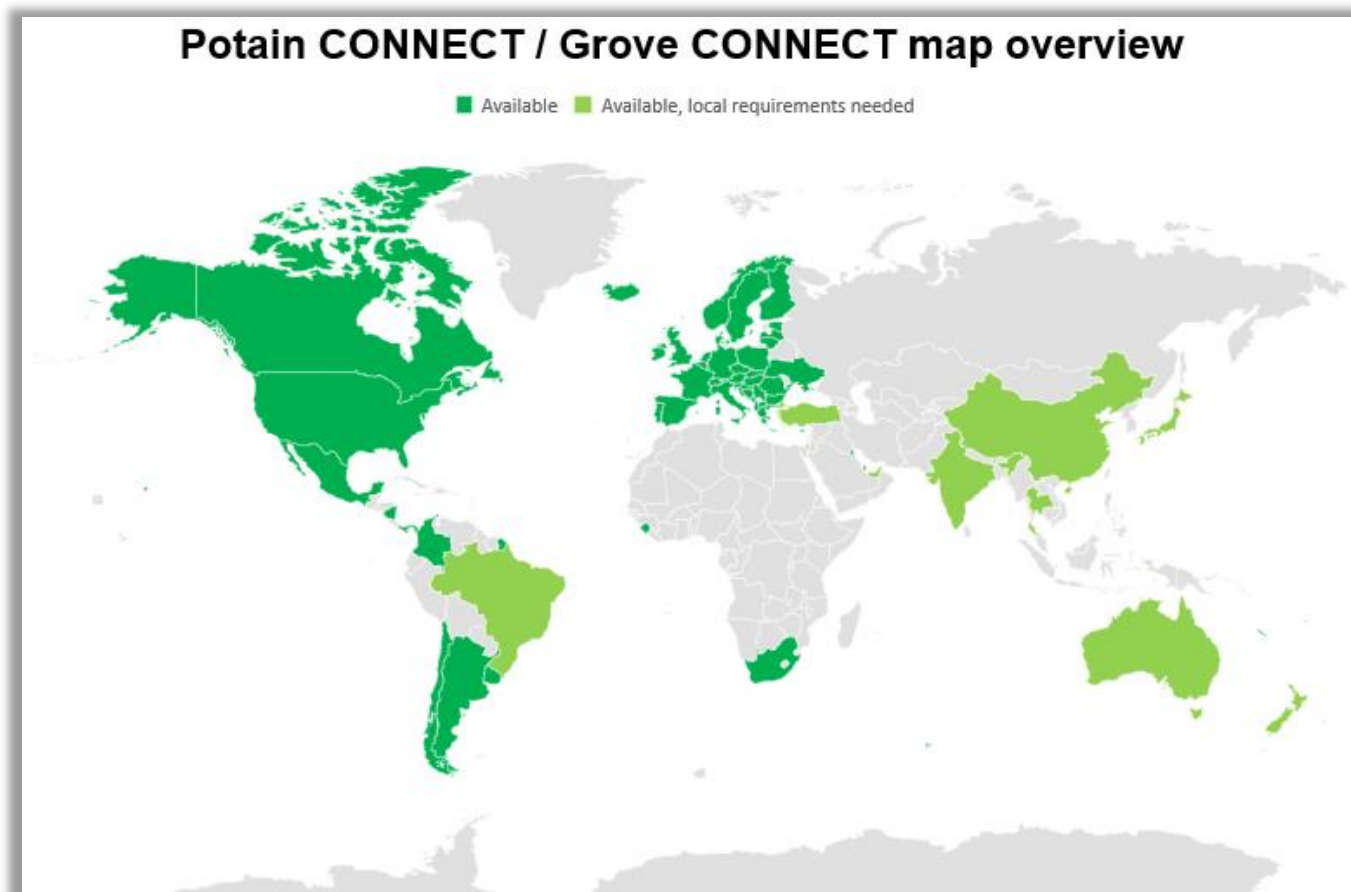 Potain CONNECT / Grove CONNECT map overview
Available Available, local requirements needed